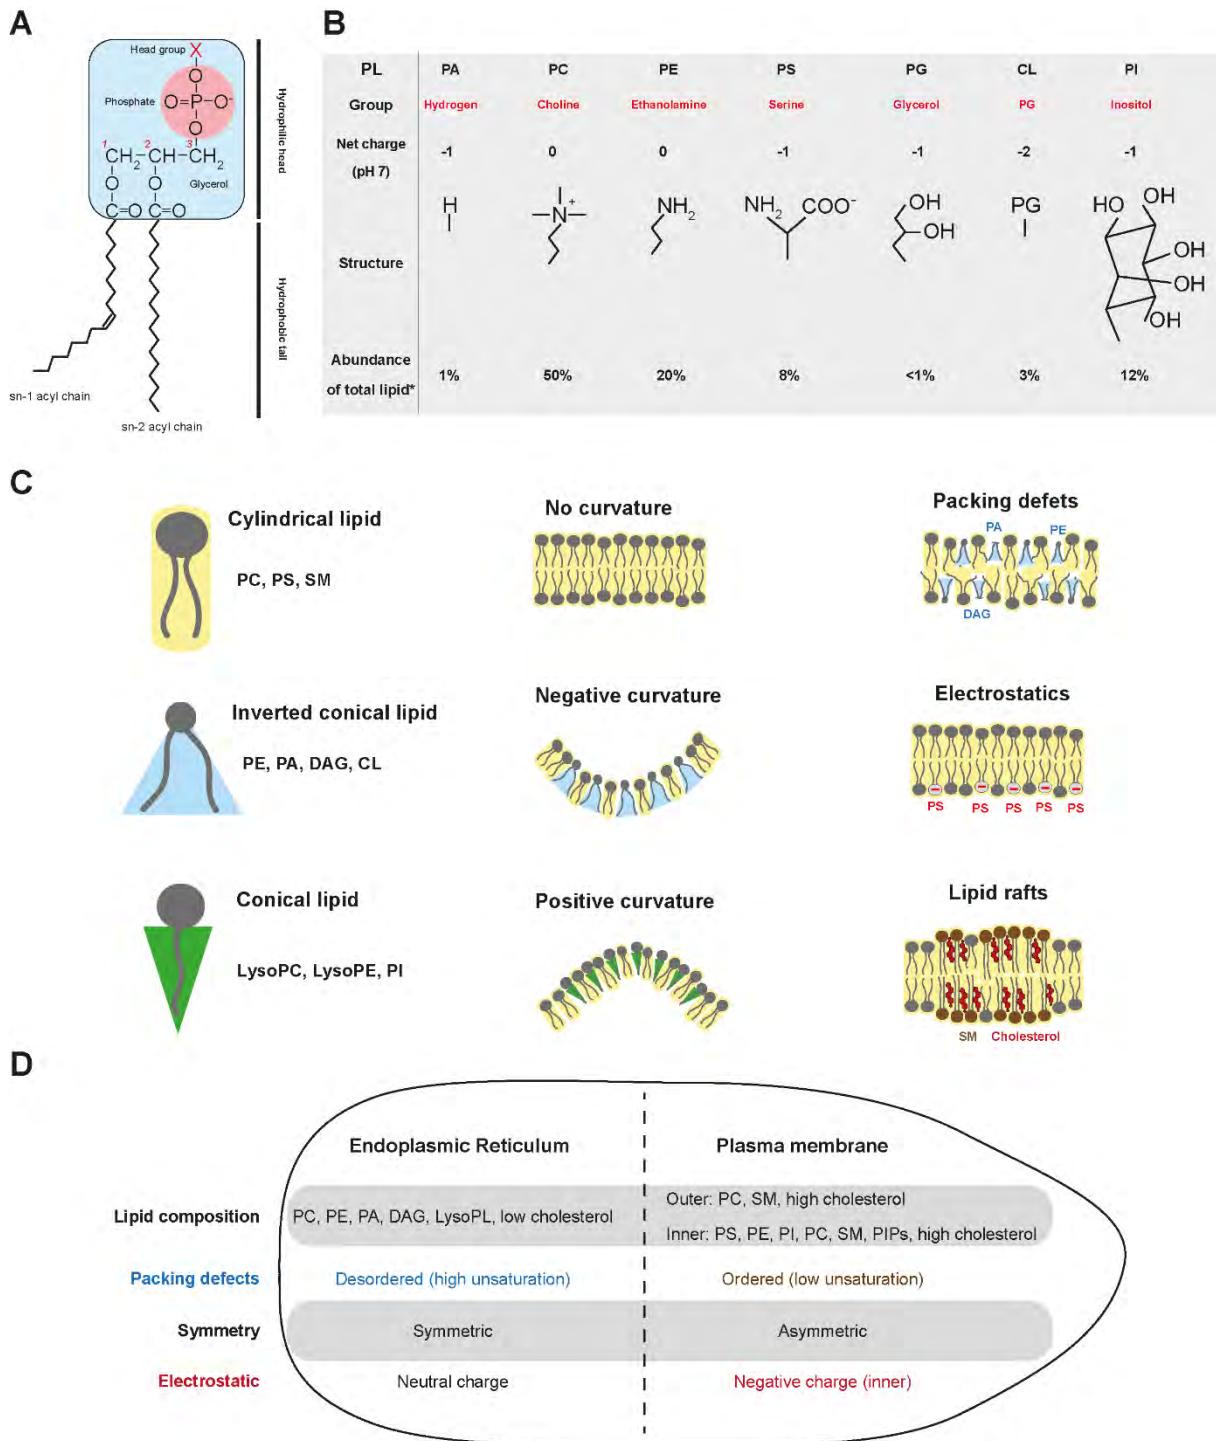 A
Head group X
O
Phosphate O=P–O-
O
1 2 3
CH2–CH–CH2
O O Glycerol
C=O C=O
Hydrophilic head
Hydrophobic tail
sn-1 acyl chain
sn-2 acyl chain
B
PL PA PC PE PS PG CL PI
Group Hydrogen Choline Ethanolamine Serine Glycerol PG Inositol
Net charge (pH 7) -1 0 0 -1 -1 -2 -1
Structure
H
N+
NH2
NH2 COO-
OH
OH
PG
HO OH
OH
OH
OH
Abundance of total lipid* 1% 50% 20% 8% <1% 3% 12%
C
Cylindrical lipid
PC, PS, SM
No curvature
Packing defets
PA PE
DAG
Inverted conical lipid
PE, PA, DAG, CL
Negative curvature
Electrostatics
PS PS PS PS PS
Conical lipid
LysoPC, LysoPE, PI
Positive curvature
Lipid rafts
SM Cholesterol
D
Endoplasmic Reticulum Plasma membrane
Lipid composition
PC, PE, PA, DAG, LysoPL, low cholesterol
Outer: PC, SM, high cholesterol
Inner: PS, PE, PI, PC, SM, PIPs, high cholesterol
Packing defects Desordered (high unsaturation) Ordered (low unsaturation)
Symmetry Symmetric Asymmetric
Electrostatic Neutral charge Negative charge (inner)